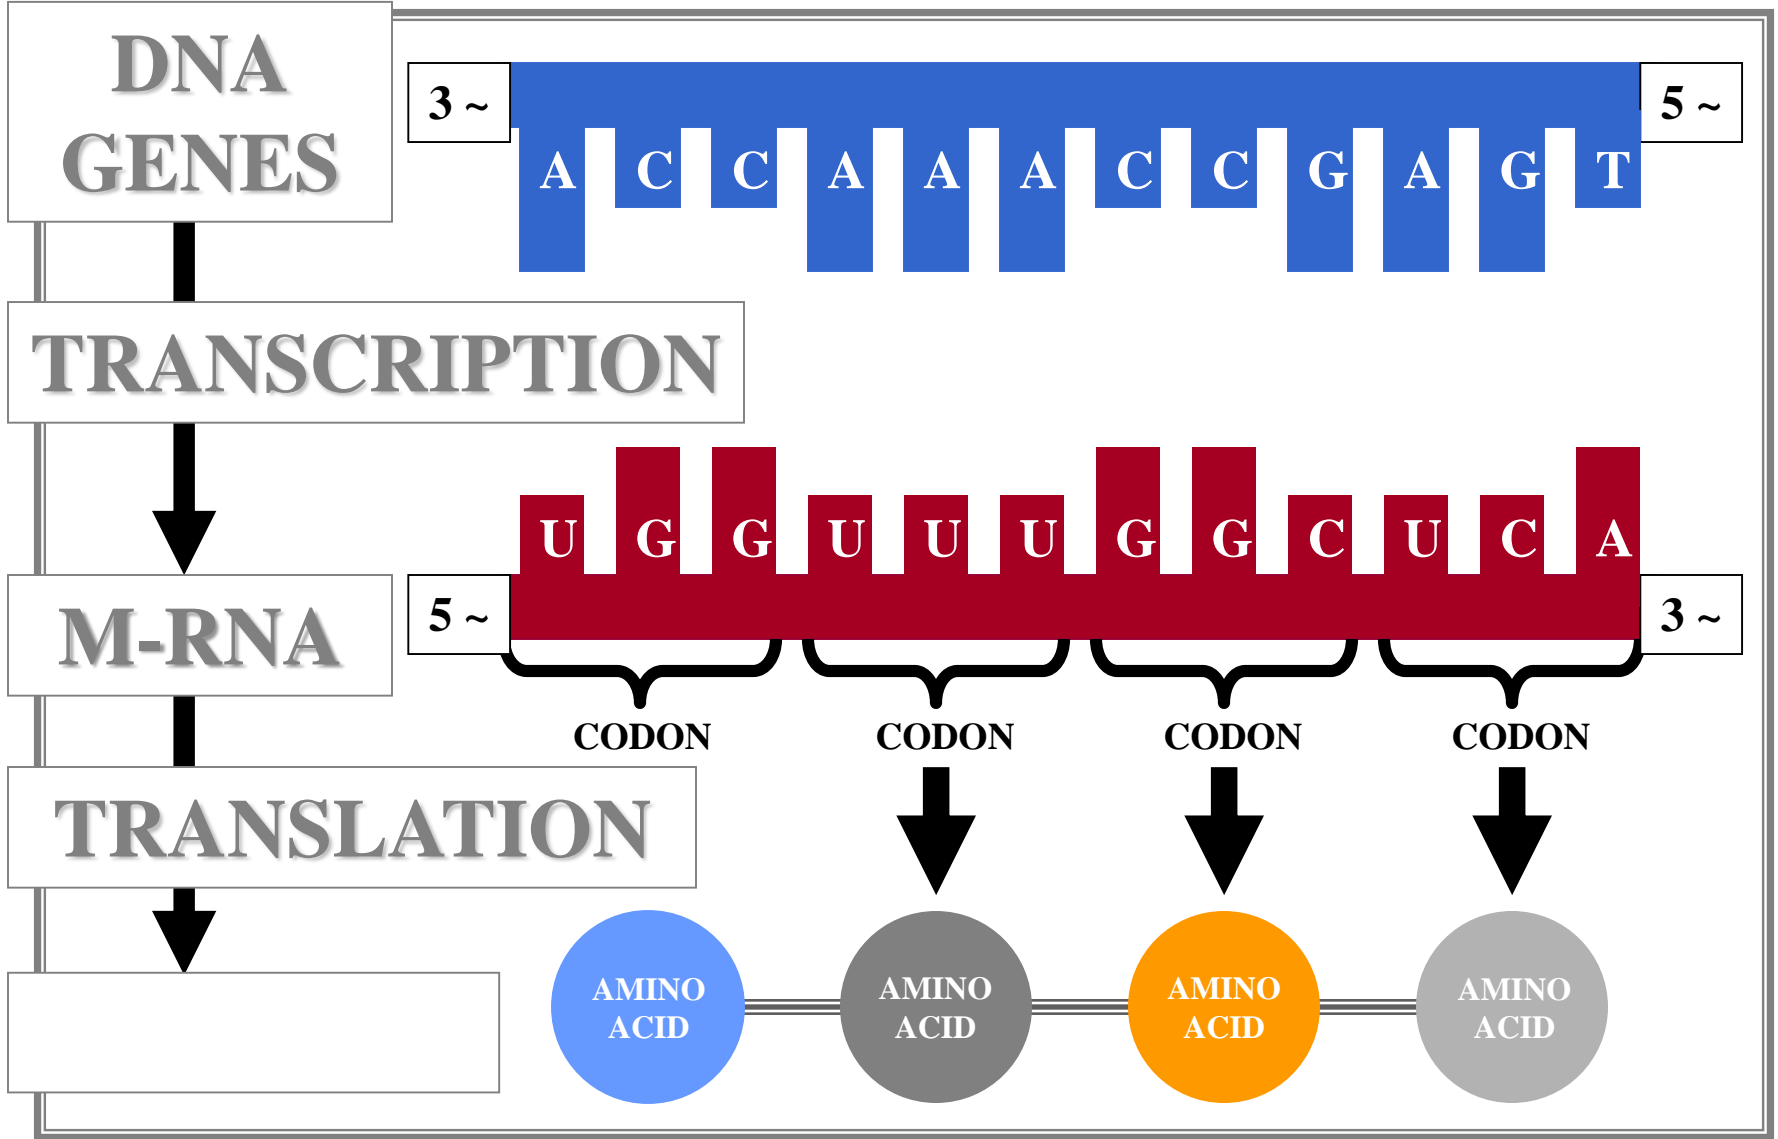 DNA
GENES
3 ~
5 ~
A C C A A A C C G A G T
TRANSCRIPTION
U G G U U U G G C U C A
M-RNA
5 ~
3 ~
CODON CODON CODON CODON
TRANSLATION
AMINO
ACID
AMINO
ACID
AMINO
ACID
AMINO
ACID